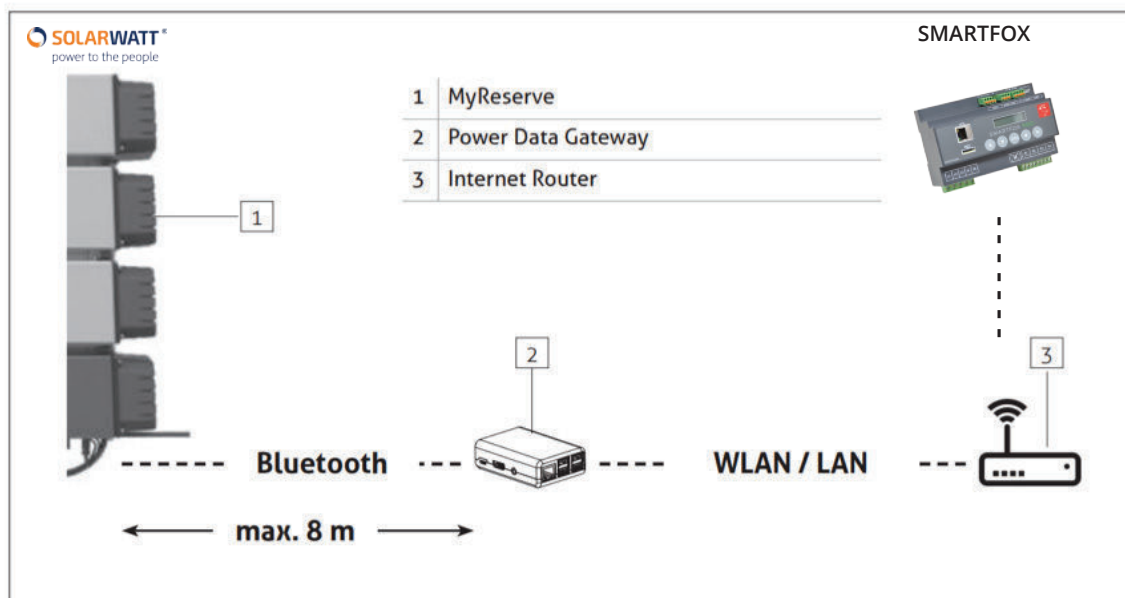 SOLARWATT®
power to the people
SMARTFOX
1 MyReserve
2 Power Data Gateway
3 Internet Router
1
2
3
Bluetooth
WLAN / LAN
max. 8 m